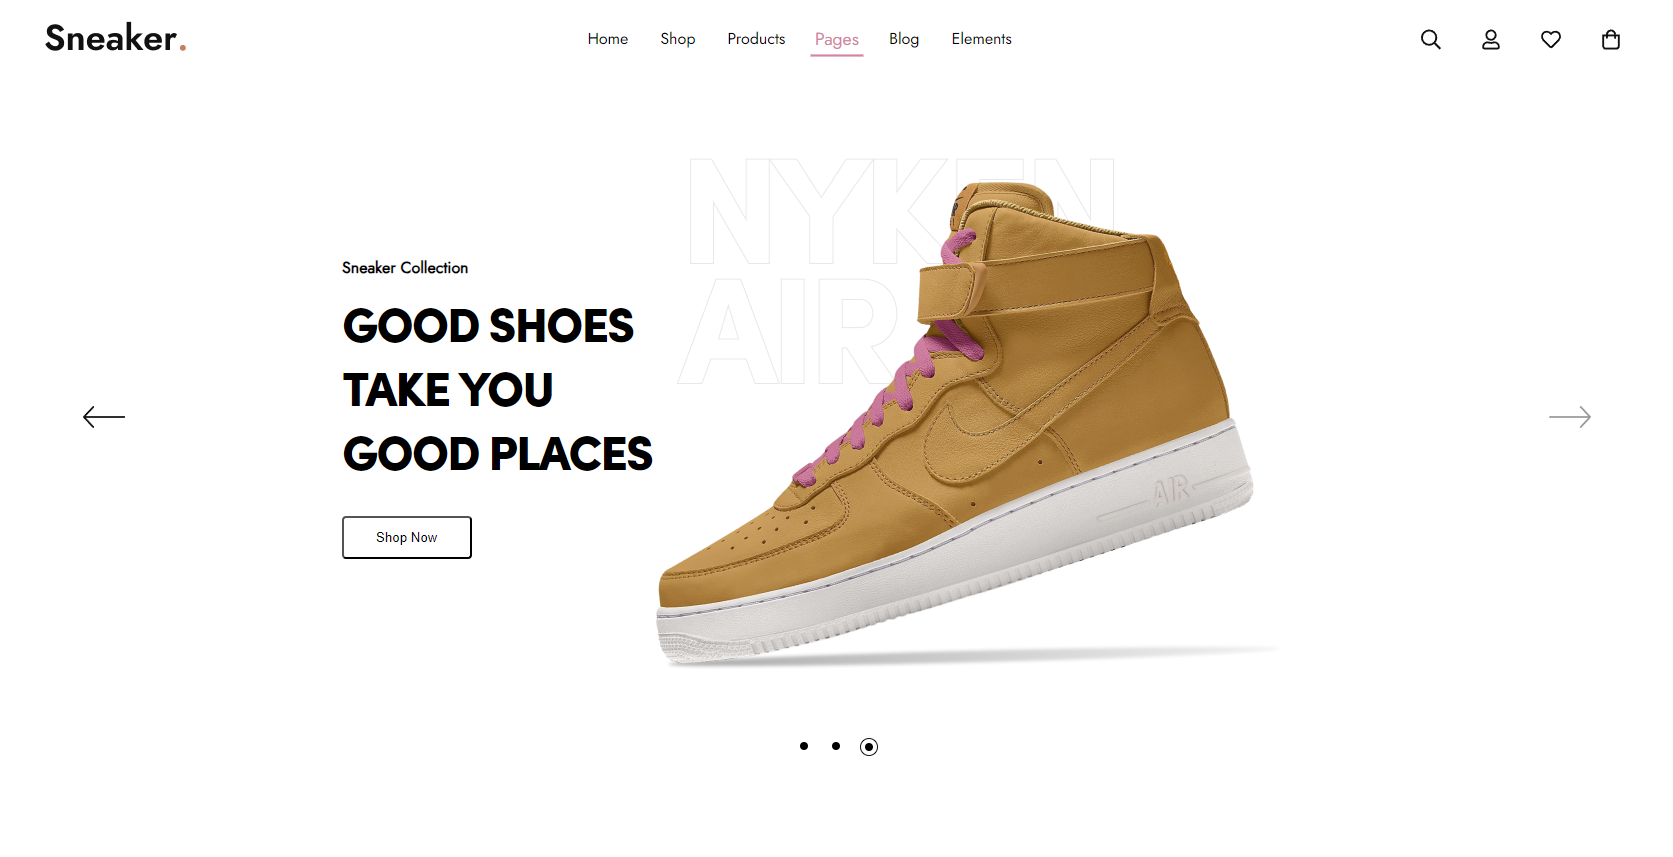 Sneaker.
Home Shop Products Pages Blog Elements
NYKEN
AIR
Sneaker Collection
GOOD SHOES
TAKE YOU
GOOD PLACES
Shop Now
AIR